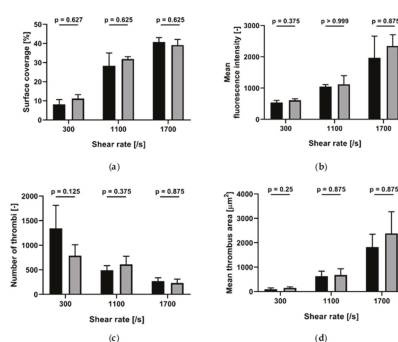 p = 0.627 p = 0.625 p = 0.625
Surface coverage [%]
50
40
30
20
10
0
300 1100 1700
Shear rate [/s]
(a)
p = 0.375 p > 0.999 p = 0.875
Mean
fluorescence intensity [-]
3000
2000
1000
0
300 1100 1700
Shear rate [/s]
(b)
p = 0.125 p = 0.375 p = 0.875
Number of thrombi [-]
2000
1500
1000
500
0
300 1100 1700
Shear rate [/s]
(c)
p = 0.25 p = 0.875 p = 0.875
Mean thrombus area [μm²]
4000
3000
2000
1000
0
300 1100 1700
Shear rate [/s]
(d)